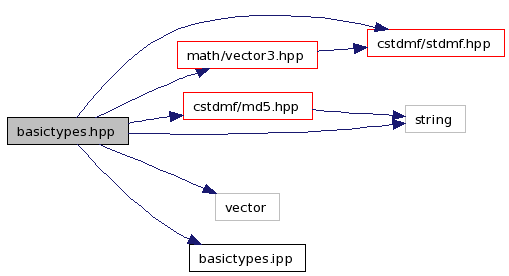 cstdmf/stdmf.hpp
math/vector3.hpp
cstdmf/md5.hpp
string
basictypes.hpp
vector
basictypes.ipp